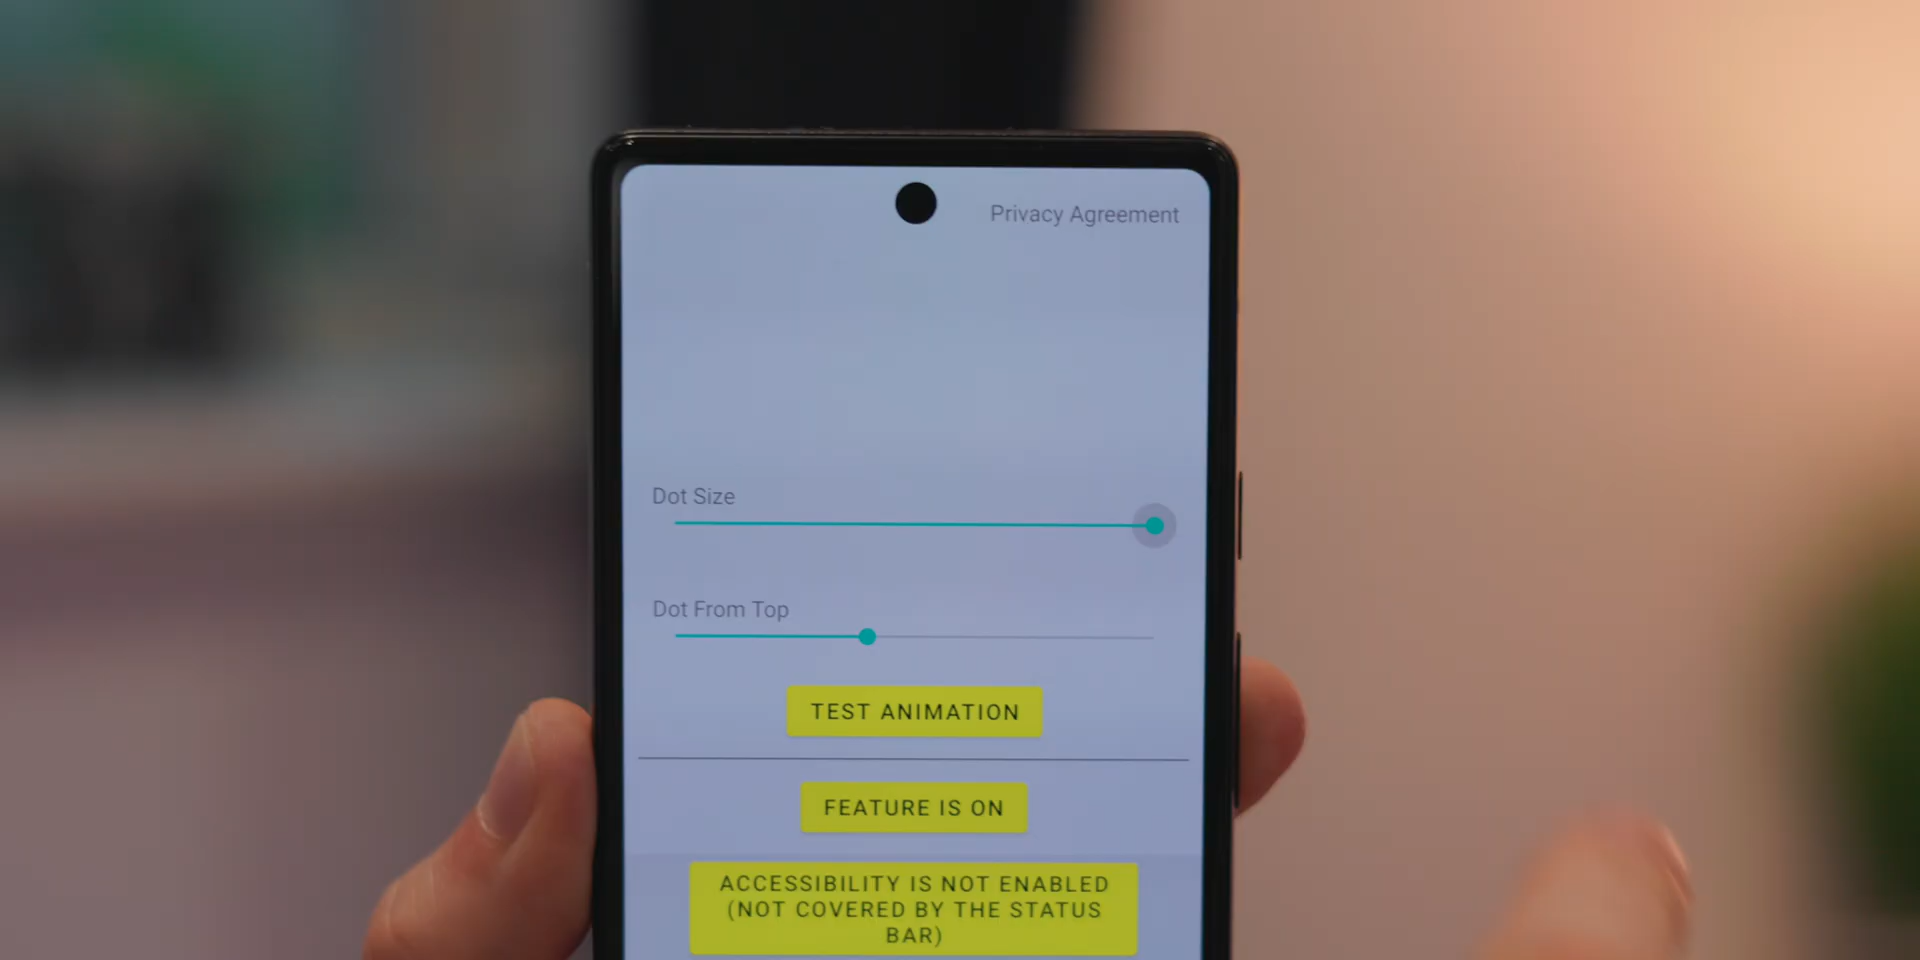 Privacy Agreement
Dot Size
Dot From Top
TEST ANIMATION
FEATURE IS ON
ACCESSIBILITY IS NOT ENABLED
(NOT COVERED BY THE STATUS
BAR)